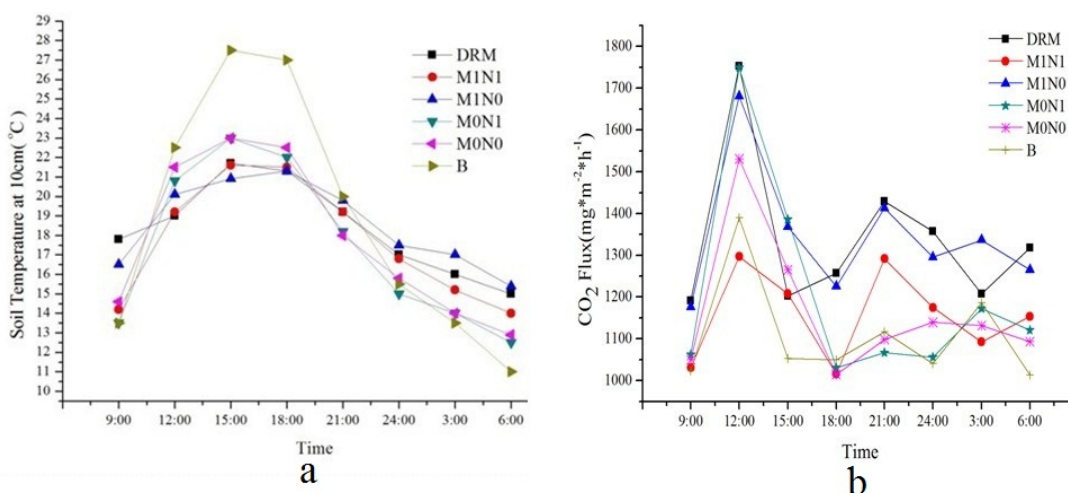 29
28
27
26
25
24
23
22
21
20
19
18
17
16
15
14
13
12
11
10
Soil Temperature at 10cm( °C)
DRM
M1N1
M1N0
M0N1
M0N0
B
9:00 12:00 15:00 18:00 21:00 24:00 3:00 6:00
Time
a
1800
1700
1600
1500
1400
1300
1200
1100
1000
CO2 Flux(mg*m-2*h-1)
DRM
M1N1
M1N0
M0N1
M0N0
B
9:00 12:00 15:00 18:00 21:00 24:00 3:00 6:00
Time
b